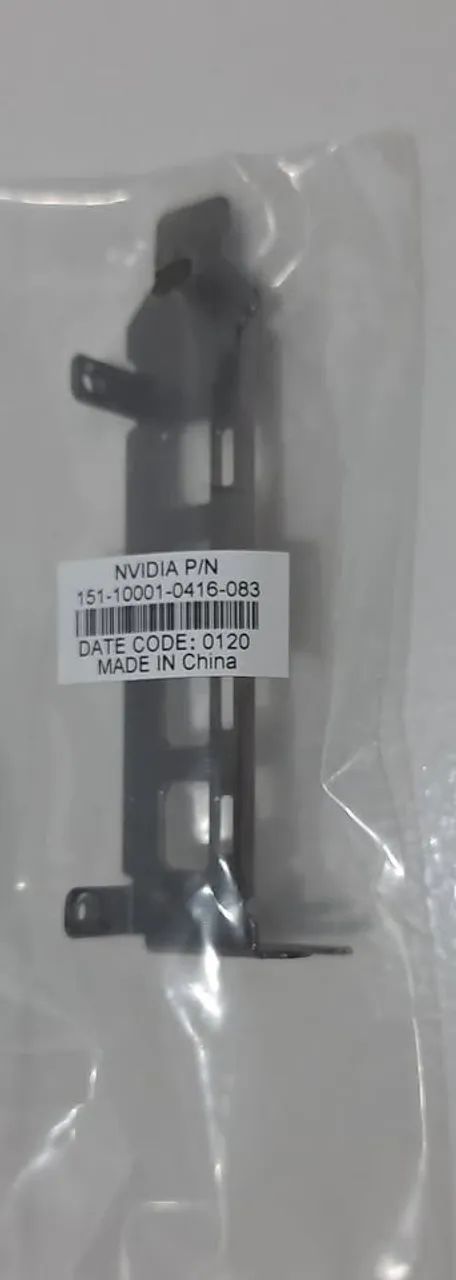 NVIDIA P/N
151-10001-0416-083
DATE CODE: 0120
MADE IN China